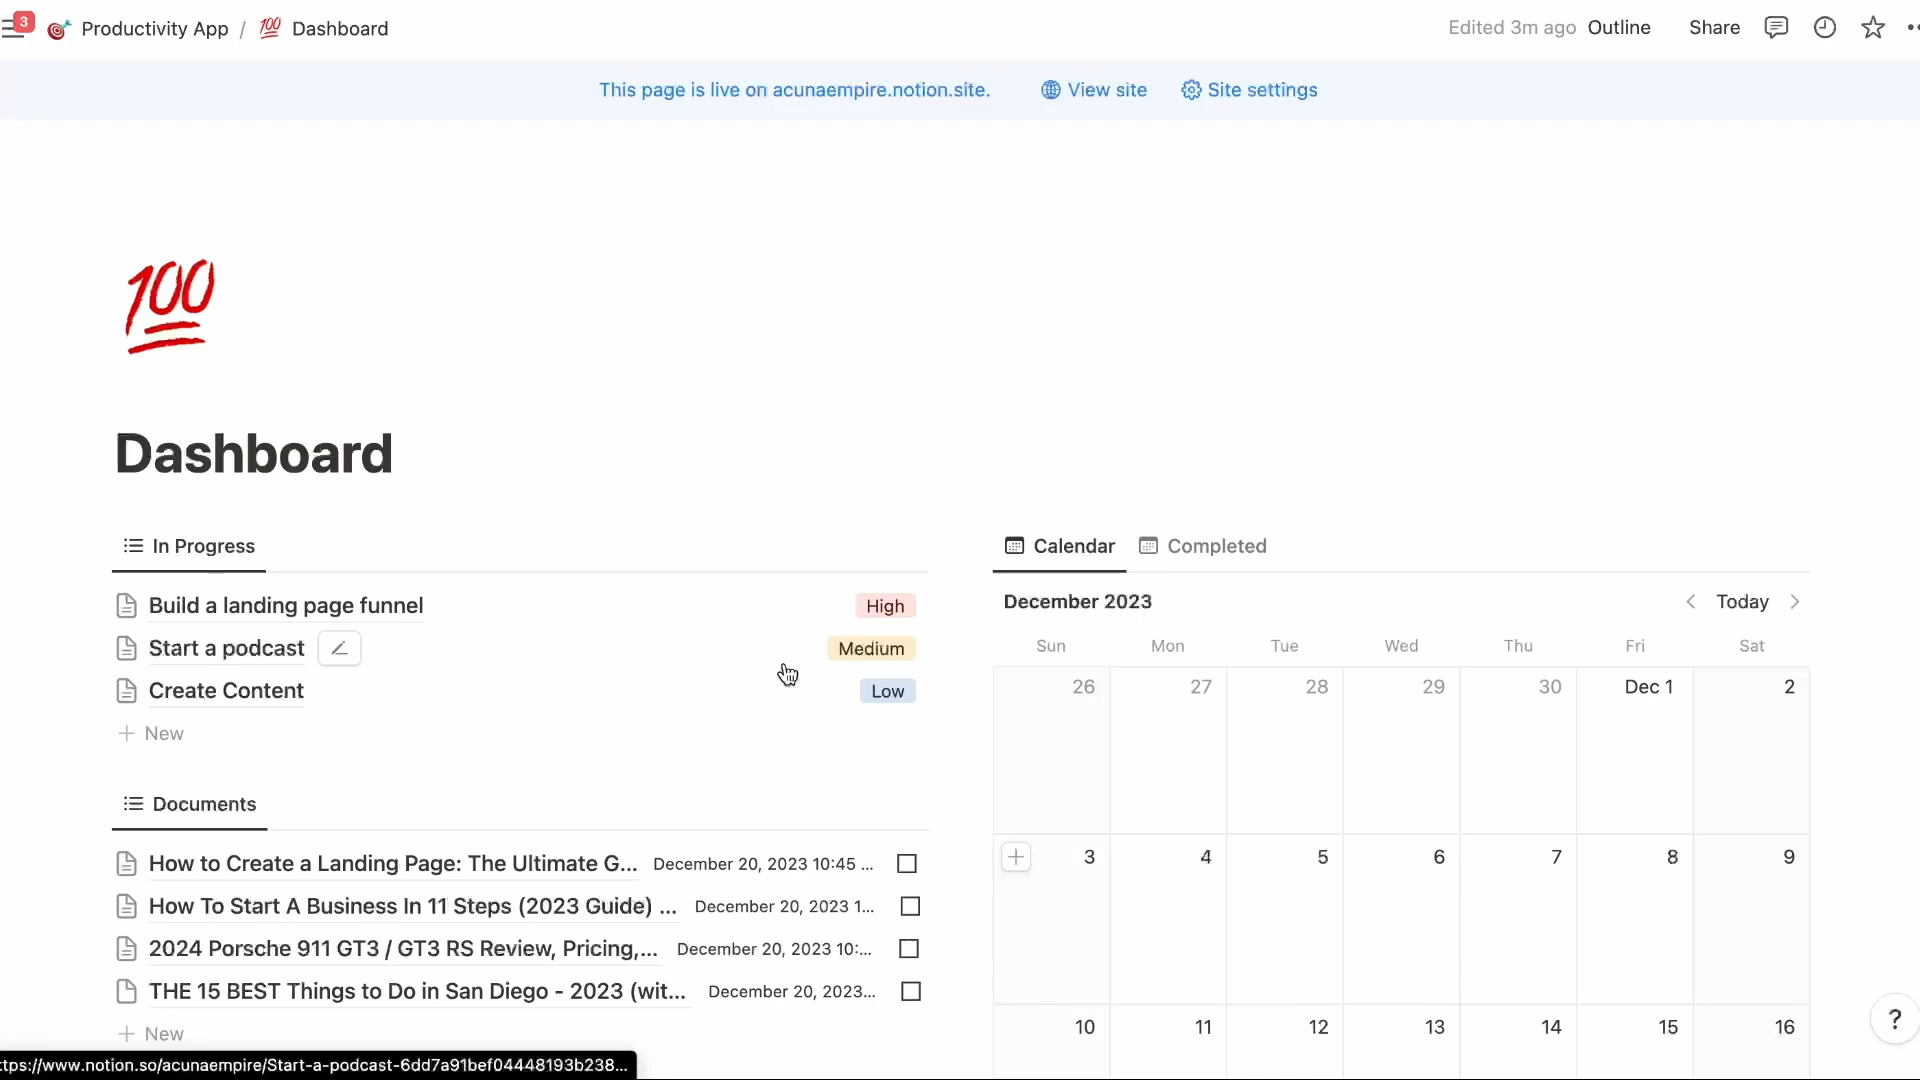 3
Productivity App / 💯 Dashboard
Edited 3m ago Outline Share
This page is live on acunaempire.notion.site. View site Site settings
100
Dashboard
In Progress
Build a landing page funnel High
Start a podcast Medium
Create Content Low
+ New
Documents
How to Create a Landing Page: The Ultimate G... December 20, 2023 10:45 ...
How To Start A Business In 11 Steps (2023 Guide) ... December 20, 2023 1...
2024 Porsche 911 GT3 / GT3 RS Review, Pricing,... December 20, 2023 10:...
THE 15 BEST Things to Do in San Diego - 2023 (wit... December 20, 2023...
+ New
Calendar Completed
December 2023 < Today >
Sun Mon Tue Wed Thu Fri Sat
26 27 28 29 30 Dec 1 2
+ 3 4 5 6 7 8 9
10 11 12 13 14 15 16
?
ttps://www.notion.so/acunaempire/Start-a-podcast-6dd7a91bef04448193b238...